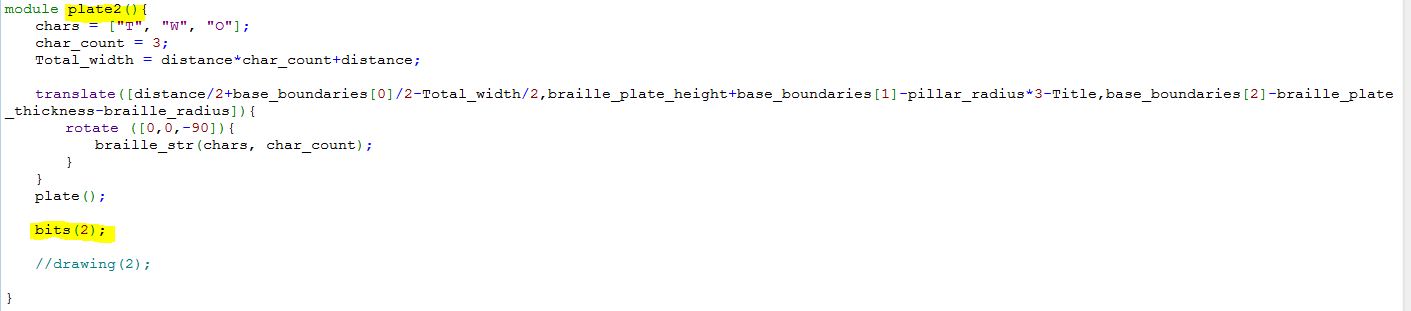 module plate2(){
chars = ["T", "W", "O"];
char_count = 3;
Total_width = distance*char_count+distance;
translate([distance/2+base_boundaries[0]/2-Total_width/2,braille_plate_height+base_boundaries[1]-pillar_radius*3-Title,base_boundaries[2]-braille_plate
_thickness-braille_radius]){
rotate ([0,0,-90]){
braille_str(chars, char_count);
}
}
plate();
bits(2);
//drawing(2);
}